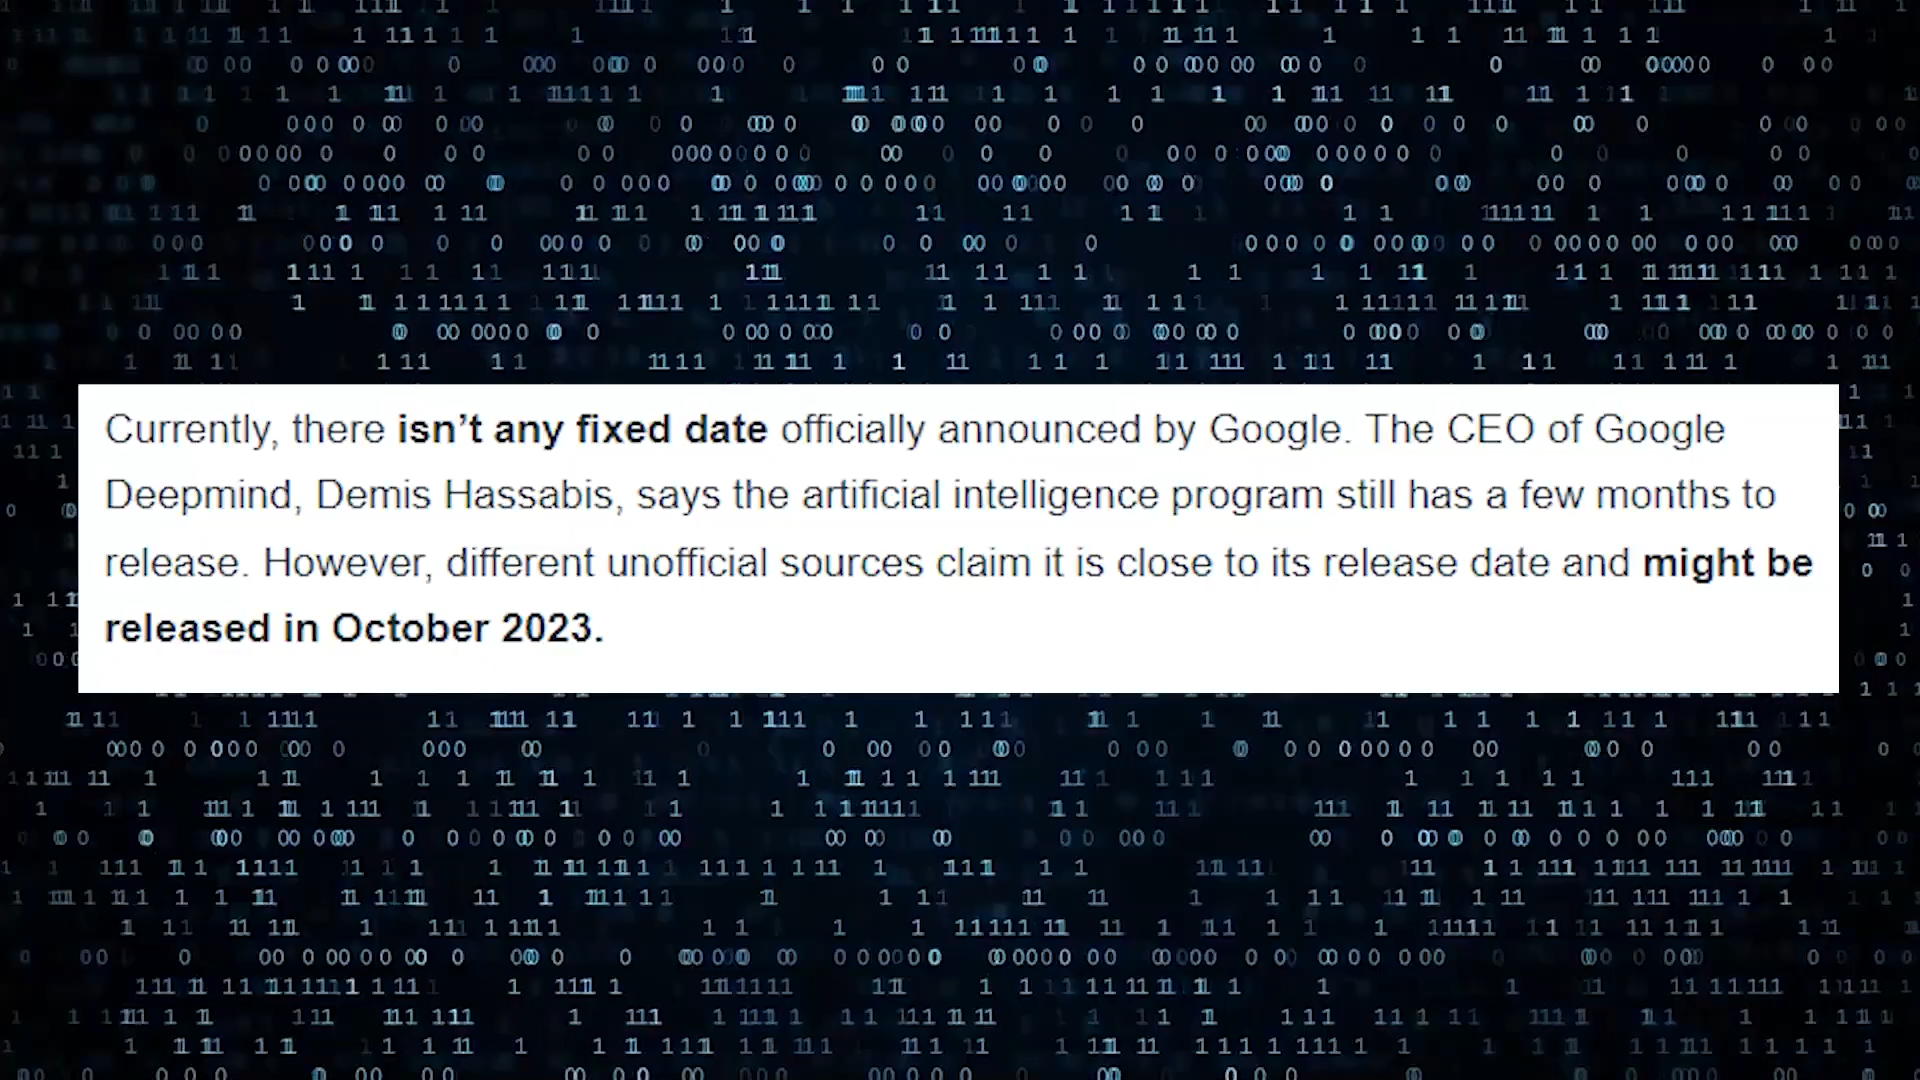 Currently, there isn’t any fixed date officially announced by Google. The CEO of Google
Deepmind, Demis Hassabis, says the artificial intelligence program still has a few months to
release. However, different unofficial sources claim it is close to its release date and might be
released in October 2023.